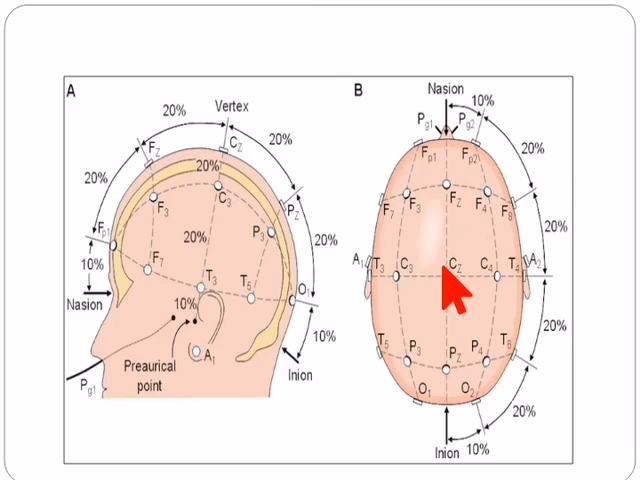 A
20%
Vertex
20%
FZ
CZ
20%
20%
F3
C3
PZ
Fp1
20%
P3
20%
10%
F7
T3
T5
O1
Nasion
10%
10%
A1
Preaurical
point
Inion
Pg1
B
Nasion
10%
Pg1
Pg2
Fp1
Fp2
20%
F7
F3
FZ
F4
F8
20%
A1
T3
C3
CZ
C4
T4
A2
20%
T5
P3
PZ
P4
T6
O1
O2
20%
Inion
10%